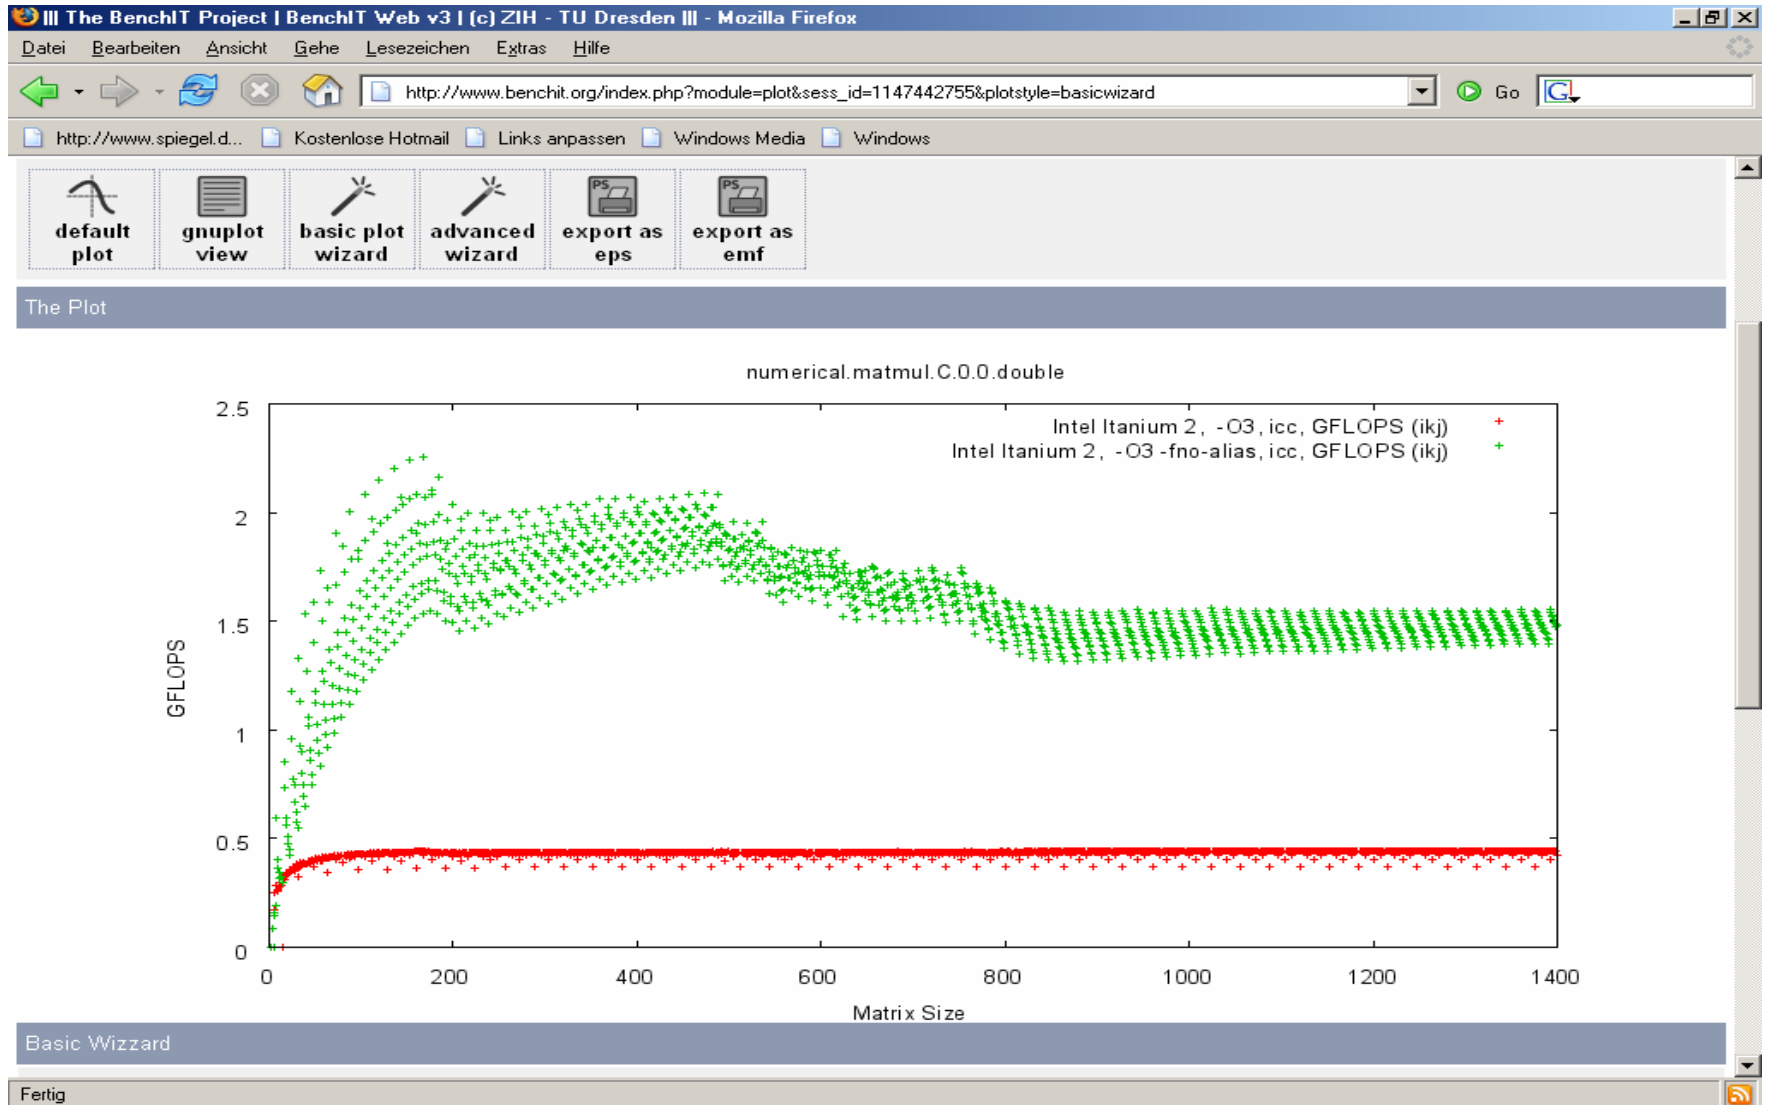 ||| The BenchIT Project | BenchIT Web v3 | (c) ZIH - TU Dresden ||| - Mozilla Firefox
Datei Bearbeiten Ansicht Gehe Lesezeichen Extras Hilfe
http://www.benchit.org/index.php?module=plot&sess_id=1147442755&plotstyle=basicwizard Go G
http://www.spiegel.d... Kostenlose Hotmail Links anpassen Windows Media Windows
PS PS
default gnuplot basic plot advanced export as export as
plot view wizard wizard eps emf
The Plot
numerical.matmul.C.0.0.double
2.5
Intel Itanium 2, -O3, icc, GFLOPS (ikj)
Intel Itanium 2, -O3 -fno-alias, icc, GFLOPS (ikj)
2
1.5
GFLOPS
1
0.5
0
0 200 400 600 800 1000 1200 1400
Matrix Size
Basic Wizzard
Fertig